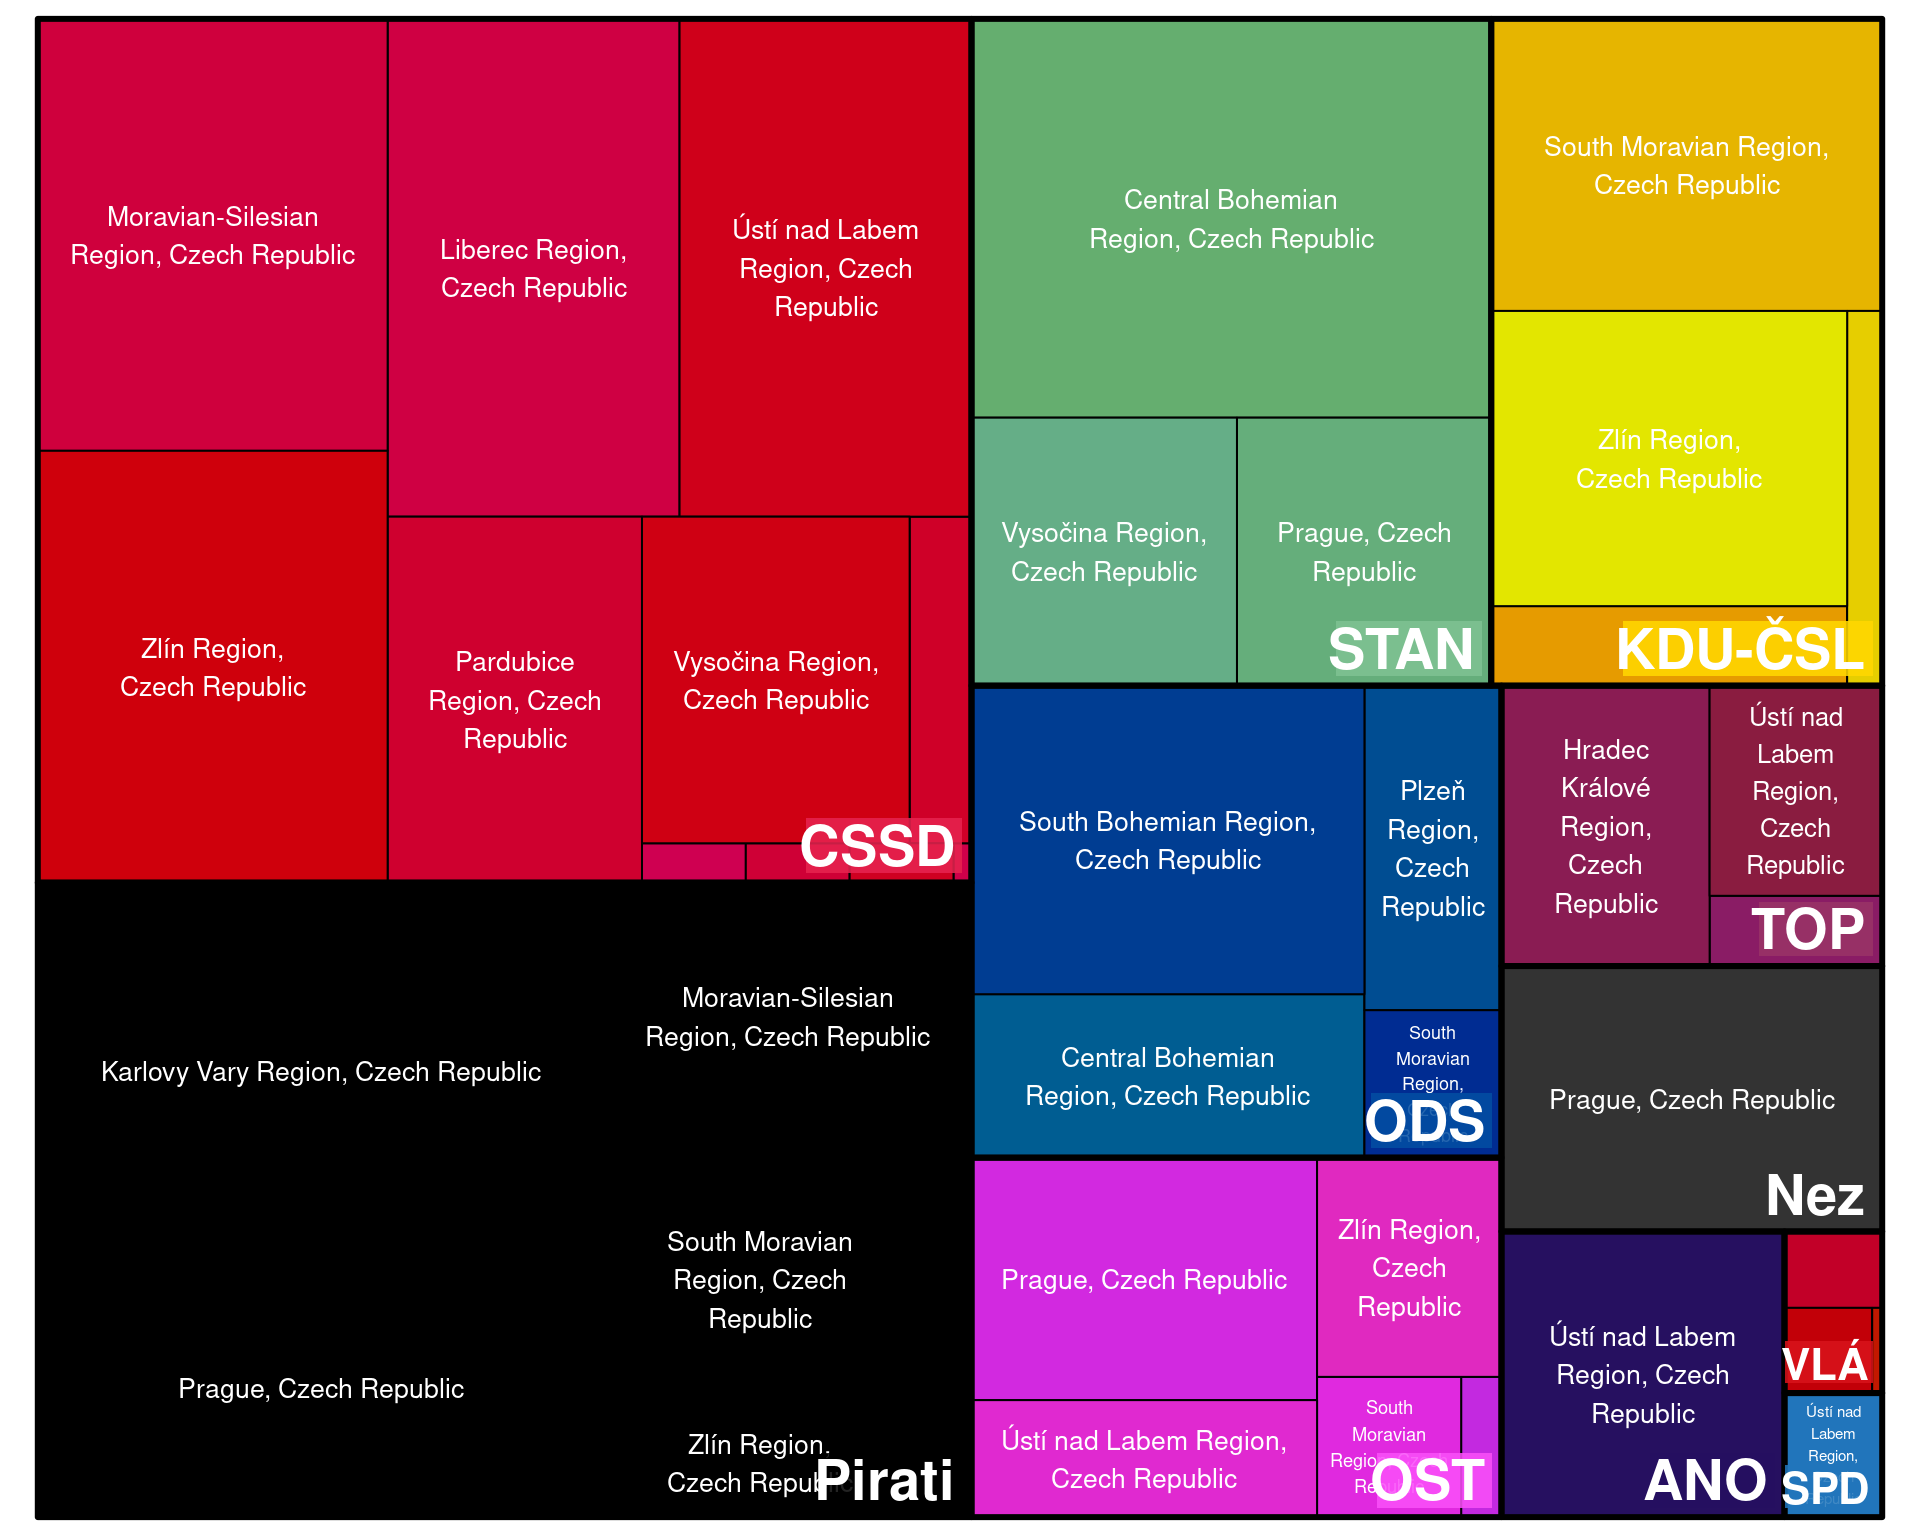 Moravian-Silesian
Region, Czech Republic
Liberec Region,
Czech Republic
Ústí nad Labem
Region, Czech
Republic
Zlín Region,
Czech Republic
Pardubice
Region, Czech
Republic
Vysočina Region,
Czech Republic
CSSD
Karlovy Vary Region, Czech Republic
Moravian-Silesian
Region, Czech Republic
Prague, Czech Republic
South Moravian
Region, Czech
Republic
Zlín Region,
Czech Republic
Pirati
Central Bohemian
Region, Czech Republic
Vysočina Region,
Czech Republic
Prague, Czech
Republic
STAN
South Moravian Region,
Czech Republic
Zlín Region,
Czech Republic
KDU-ČSL
South Bohemian Region,
Czech Republic
Plzeň
Region,
Czech
Republic
Central Bohemian
Region, Czech Republic
South
Moravian
Region,
ODS
Hradec
Králové
Region,
Czech
Republic
Ústí nad
Labem
Region,
Czech
Republic
TOP
Prague, Czech Republic
Nez
Prague, Czech Republic
Zlín Region,
Czech
Republic
Ústí nad Labem Region,
Czech Republic
South
Moravian
OST
Ústí nad Labem
Region, Czech
Republic
ANO
VLÁ
Ústí nad
Labem
Region,
SPD